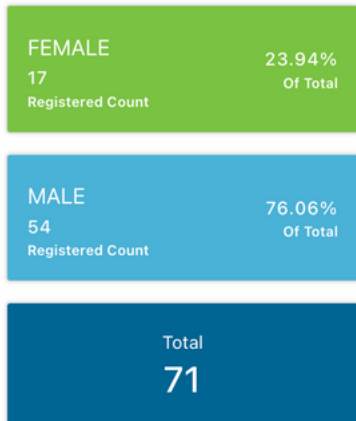 FEMALE
17
Registered Count
23.94%
Of Total
MALE
54
Registered Count
76.06%
Of Total
Total
71